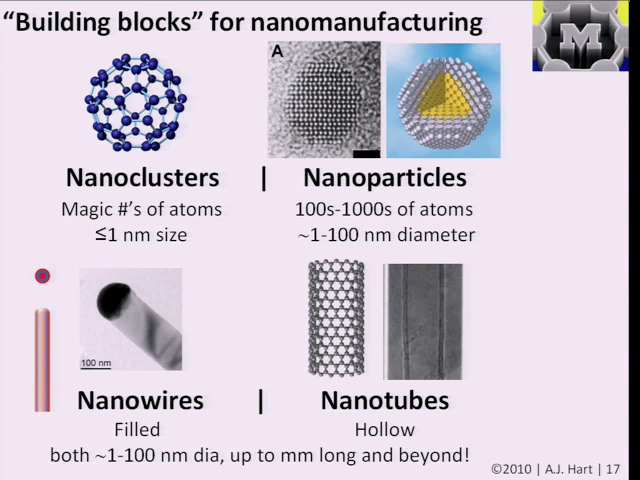 “Building blocks” for nanomanufacturing
M
A
Nanoclusters | Nanoparticles
Magic #’s of atoms
≤1 nm size
100s-1000s of atoms
~1-100 nm diameter
100 nm
Nanowires | Nanotubes
Filled
Hollow
both ~1-100 nm dia, up to mm long and beyond!
©2010 | A.J. Hart | 17